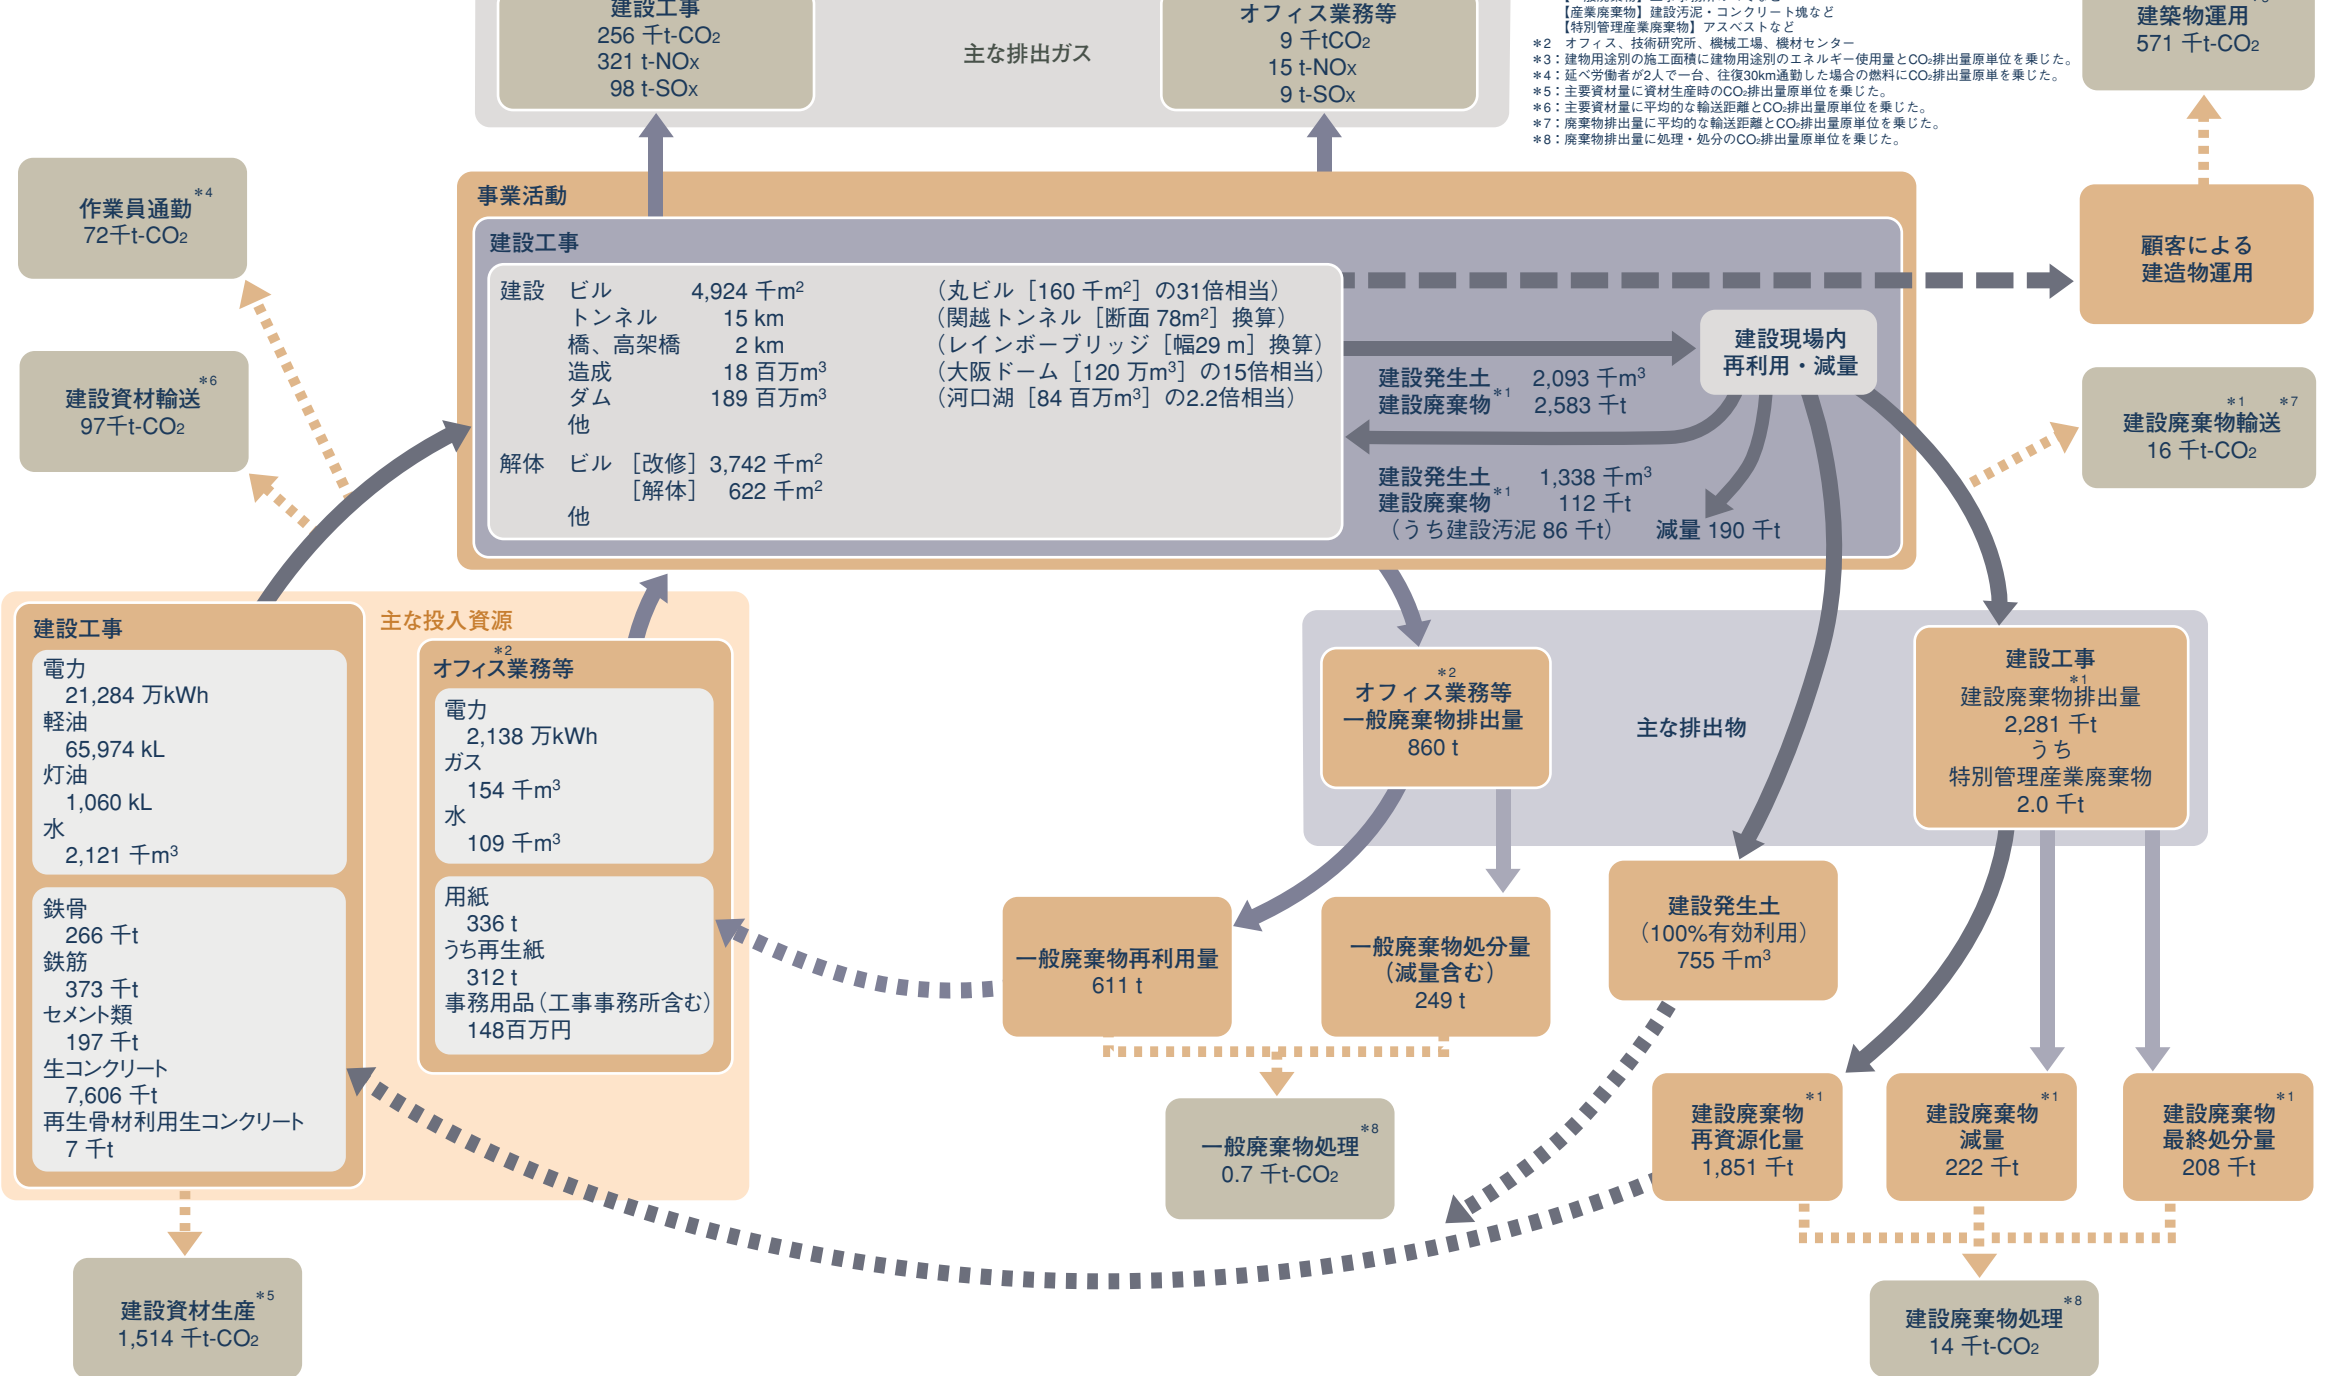 建設工事
256 千t-CO2
321 t-NOx
98 t-SOx
主な排出ガス
オフィス業務等
9 千tCO2
15 t-NOx
9 t-SOx
【産業廃棄物】建設汚泥・コンクリート塊など
【特別管理産業廃棄物】アスベストなど
*2 オフィス、技術研究所、機械工場、機材センター
*3：建物用途別の施工面積に建物用途別のエネルギー使用量とCO2排出量原単位を乗じた。
*4：延べ労働者が2人で一台、往復30km通勤した場合の燃料にCO2排出量原単を乗じた。
*5：主要資材量に資材生産時のCO2排出量原単位を乗じた。
*6：主要資材量に平均的な輸送距離とCO2排出量原単位を乗じた。
*7：廃棄物排出量に平均的な輸送距離とCO2排出量原単位を乗じた。
*8：廃棄物排出量に処理・処分のCO2排出量原単位を乗じた。
建築物運用
571 千t-CO2
作業員通勤*4
72千t-CO2
建設資材輸送*6
97千t-CO2
事業活動
建設工事
建設 ビル 4,924 千m2 （丸ビル［160 千m2］の31倍相当）
トンネル 15 km （関越トンネル［断面 78m2］換算）
橋、高架橋 2 km （レインボーブリッジ［幅29 m］換算）
造成 18 百万m3 （大阪ドーム［120 万m3］の15倍相当）
ダム 189 百万m3 （河口湖［84 百万m3］の2.2倍相当）
他
解体 ビル ［改修］3,742 千m2
［解体］ 622 千m2
他
建設現場内
再利用・減量
建設発生土 2,093 千m3
建設廃棄物*1 2,583 千t
建設発生土 1,338 千m3
建設廃棄物*1 112 千t
（うち建設汚泥 86 千t） 減量 190 千t
顧客による
建造物運用
建設廃棄物輸送*1 *7
16 千t-CO2
主な投入資源
建設工事
電力
21,284 万kWh
軽油
65,974 kL
灯油
1,060 kL
水
2,121 千m3
鉄骨
266 千t
鉄筋
373 千t
セメント類
197 千t
生コンクリート
7,606 千t
再生骨材利用生コンクリート
7 千t
オフィス業務等*2
電力
2,138 万kWh
ガス
154 千m3
水
109 千m3
用紙
336 t
うち再生紙
312 t
事務用品（工事事務所含む）
148百万円
主な排出物
*2
オフィス業務等
一般廃棄物排出量
860 t
建設工事
建設廃棄物排出量*1
2,281 千t
うち
特別管理産業廃棄物
2.0 千t
一般廃棄物再利用量
611 t
一般廃棄物処分量
（減量含む）
249 t
建設発生土
（100%有効利用）
755 千m3
一般廃棄物処理*8
0.7 千t-CO2
建設廃棄物*1
再資源化量
1,851 千t
建設廃棄物*1
減量
222 千t
建設廃棄物*1
最終処分量
208 千t
建設資材生産*5
1,514 千t-CO2
建設廃棄物処理*8
14 千t-CO2